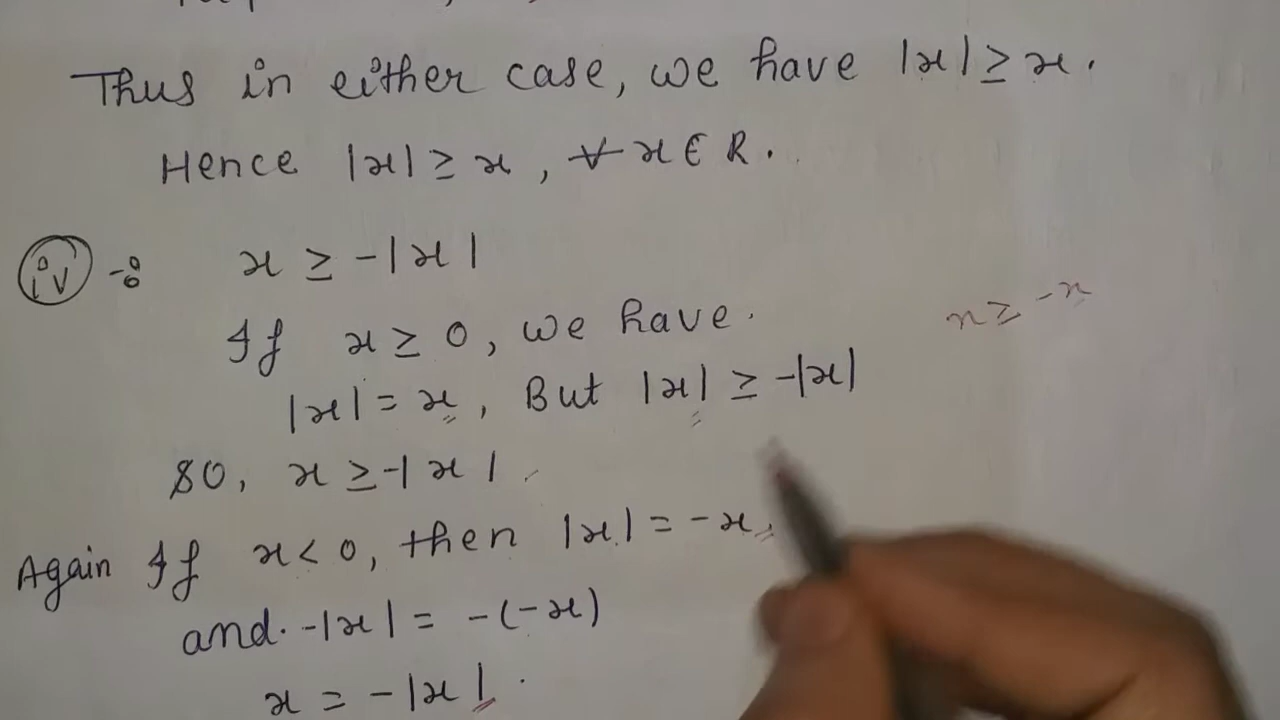 Thus in either case, we have |x| ≥ x.
Hence |x| ≥ x, ∀ x ∈ R.
(iv) -: x ≥ -|x|
If x ≥ 0, we have.
x ≥ -x
|x| = x, But |x| ≥ -|x|
So, x ≥ -|x|
Again If x < 0, then |x| = -x,
and. -|x| = -(-x)
x = -|x|.